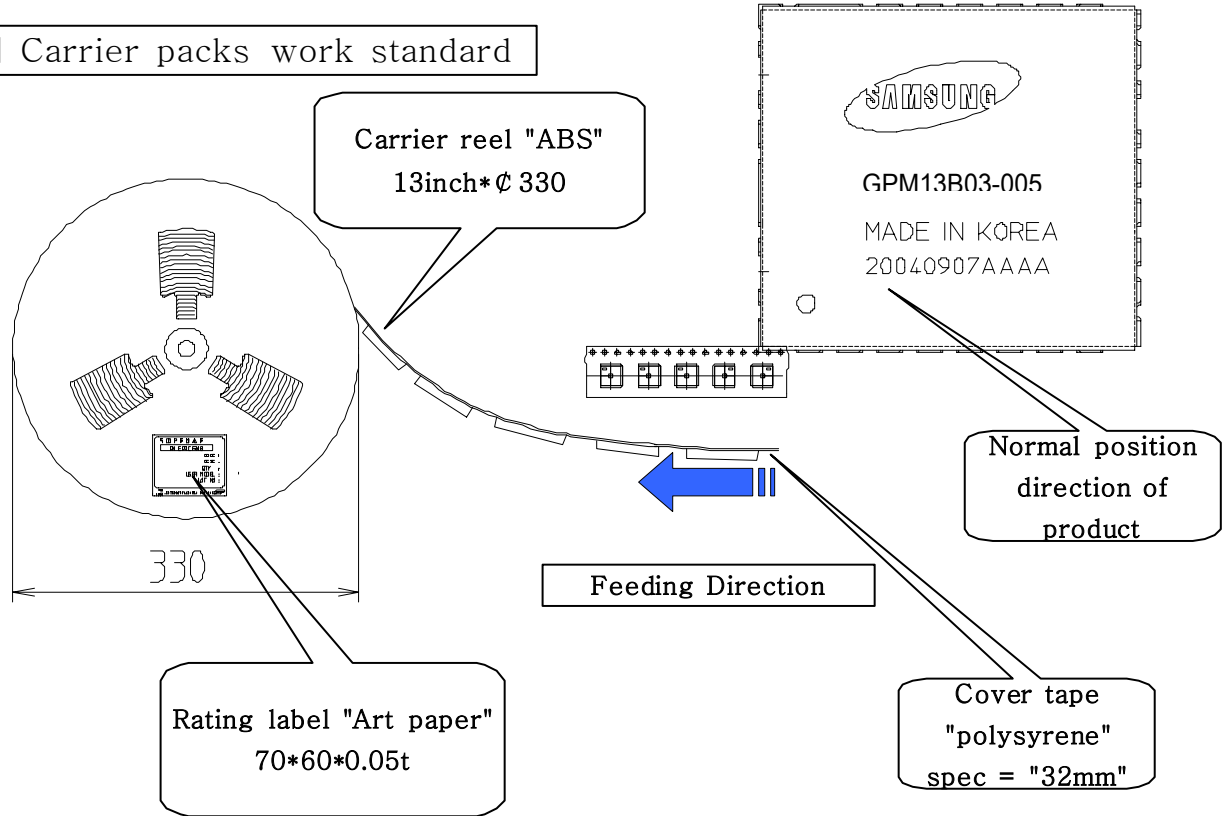 Carrier packs work standard
Carrier reel "ABS"
13inch*₵ 330
SAMSUNG
GPM13B03-005
MADE IN KOREA
20040907AAAA
Normal position
direction of
product
330
Feeding Direction
Rating label "Art paper"
70*60*0.05t
Cover tape
"polysyrene"
spec = "32mm"